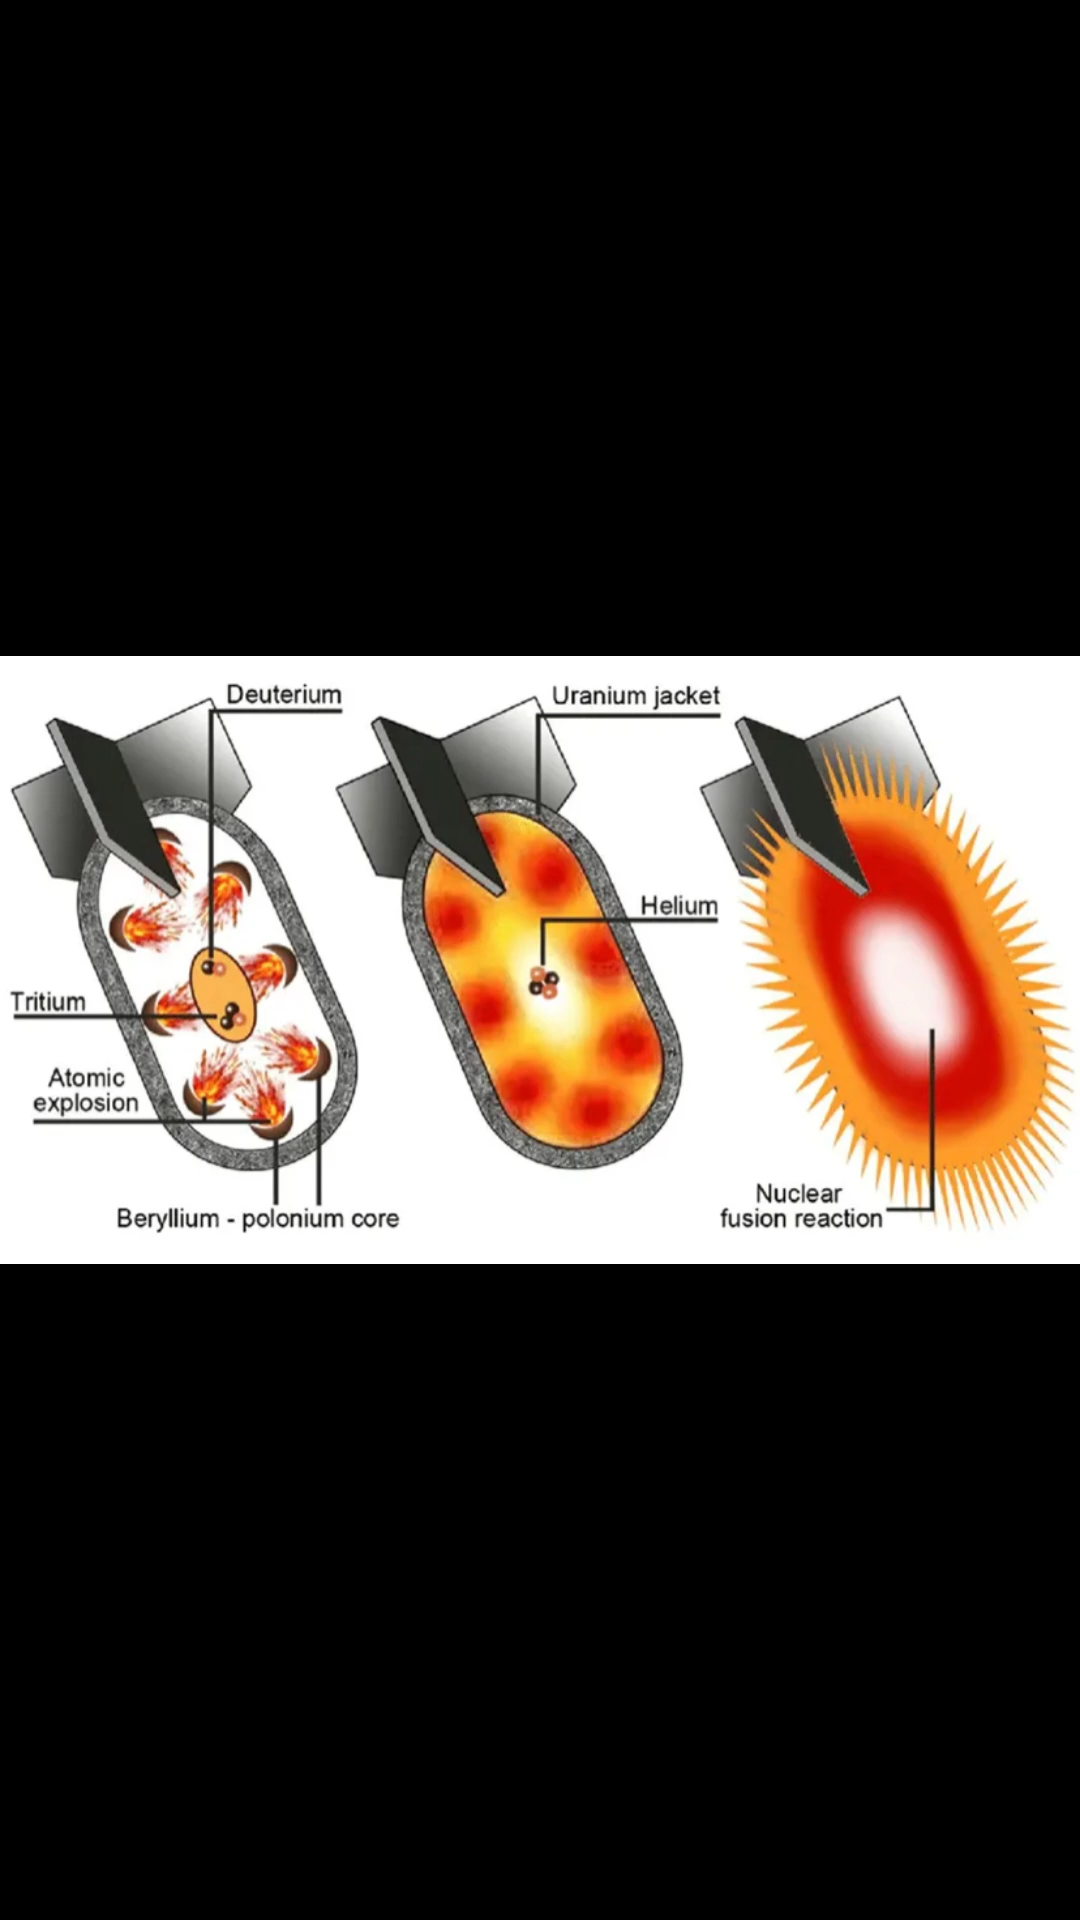 Deuterium
Tritium
Atomic
explosion
Beryllium - polonium core
Uranium jacket
Helium
Nuclear
fusion reaction